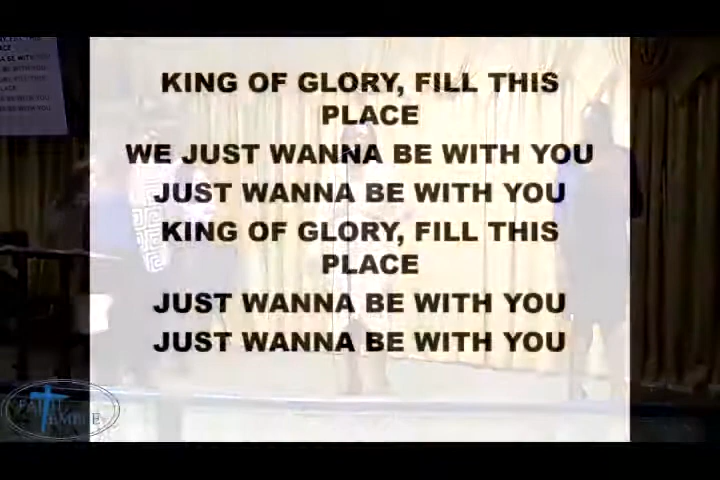 KING OF GLORY, FILL THIS
PLACE
WE JUST WANNA BE WITH YOU
JUST WANNA BE WITH YOU
KING OF GLORY, FILL THIS
PLACE
JUST WANNA BE WITH YOU
JUST WANNA BE WITH YOU